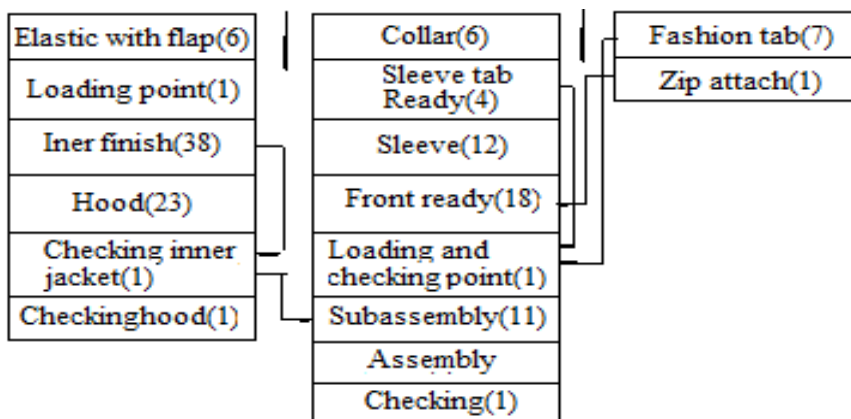 Elastic with flap(6)
Loading point(1)
Iner finish(38)
Hood(23)
Checking inner
jacket(1)
Checkinghood(1)
Collar(6)
Sleeve tab
Ready(4)
Sleeve(12)
Front ready(18)
Loading and
checking point(1)
Subassembly(11)
Assembly
Checking(1)
Fashion tab(7)
Zip attach(1)